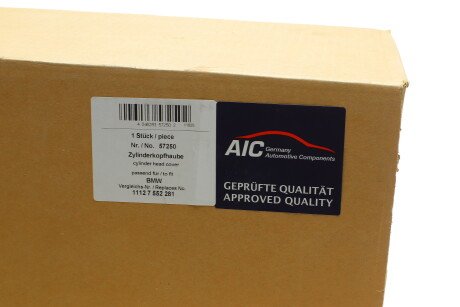 1 Stück / piece
Nr. / No. 57250
Zylinderkopfhaube
cylinder head cover
passend für / to fit
BMW
Vergleichs-Nr. / Replaces No.
1112 7 552 281
AIC Germany
Automotive Components
GEPRÜFTE QUALITÄT
APPROVED QUALITY